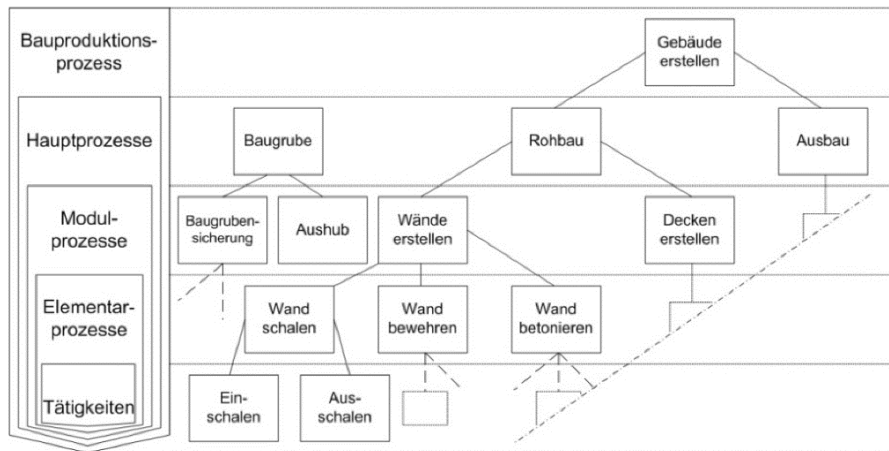 Bauproduktions-
prozess
Gebäude
erstellen
Hauptprozesse
Baugrube
Rohbau
Ausbau
Modul-
prozesse
Baugruben-
sicherung
Aushub
Wände
erstellen
Decken
erstellen
Elementar-
prozesse
Wand
schalen
Wand
bewehren
Wand
betonieren
Tätigkeiten
Ein-
schalen
Aus-
schalen